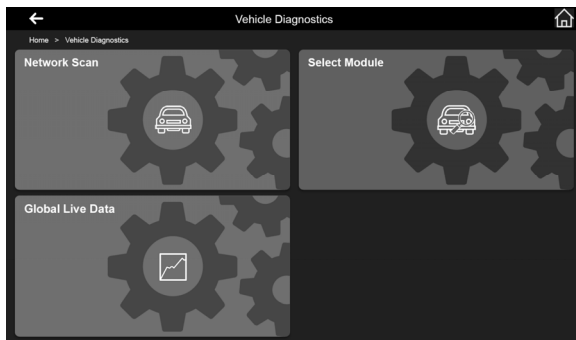 Vehicle Diagnostics
Home > Vehicle Diagnostics
Network Scan
Select Module
Global Live Data